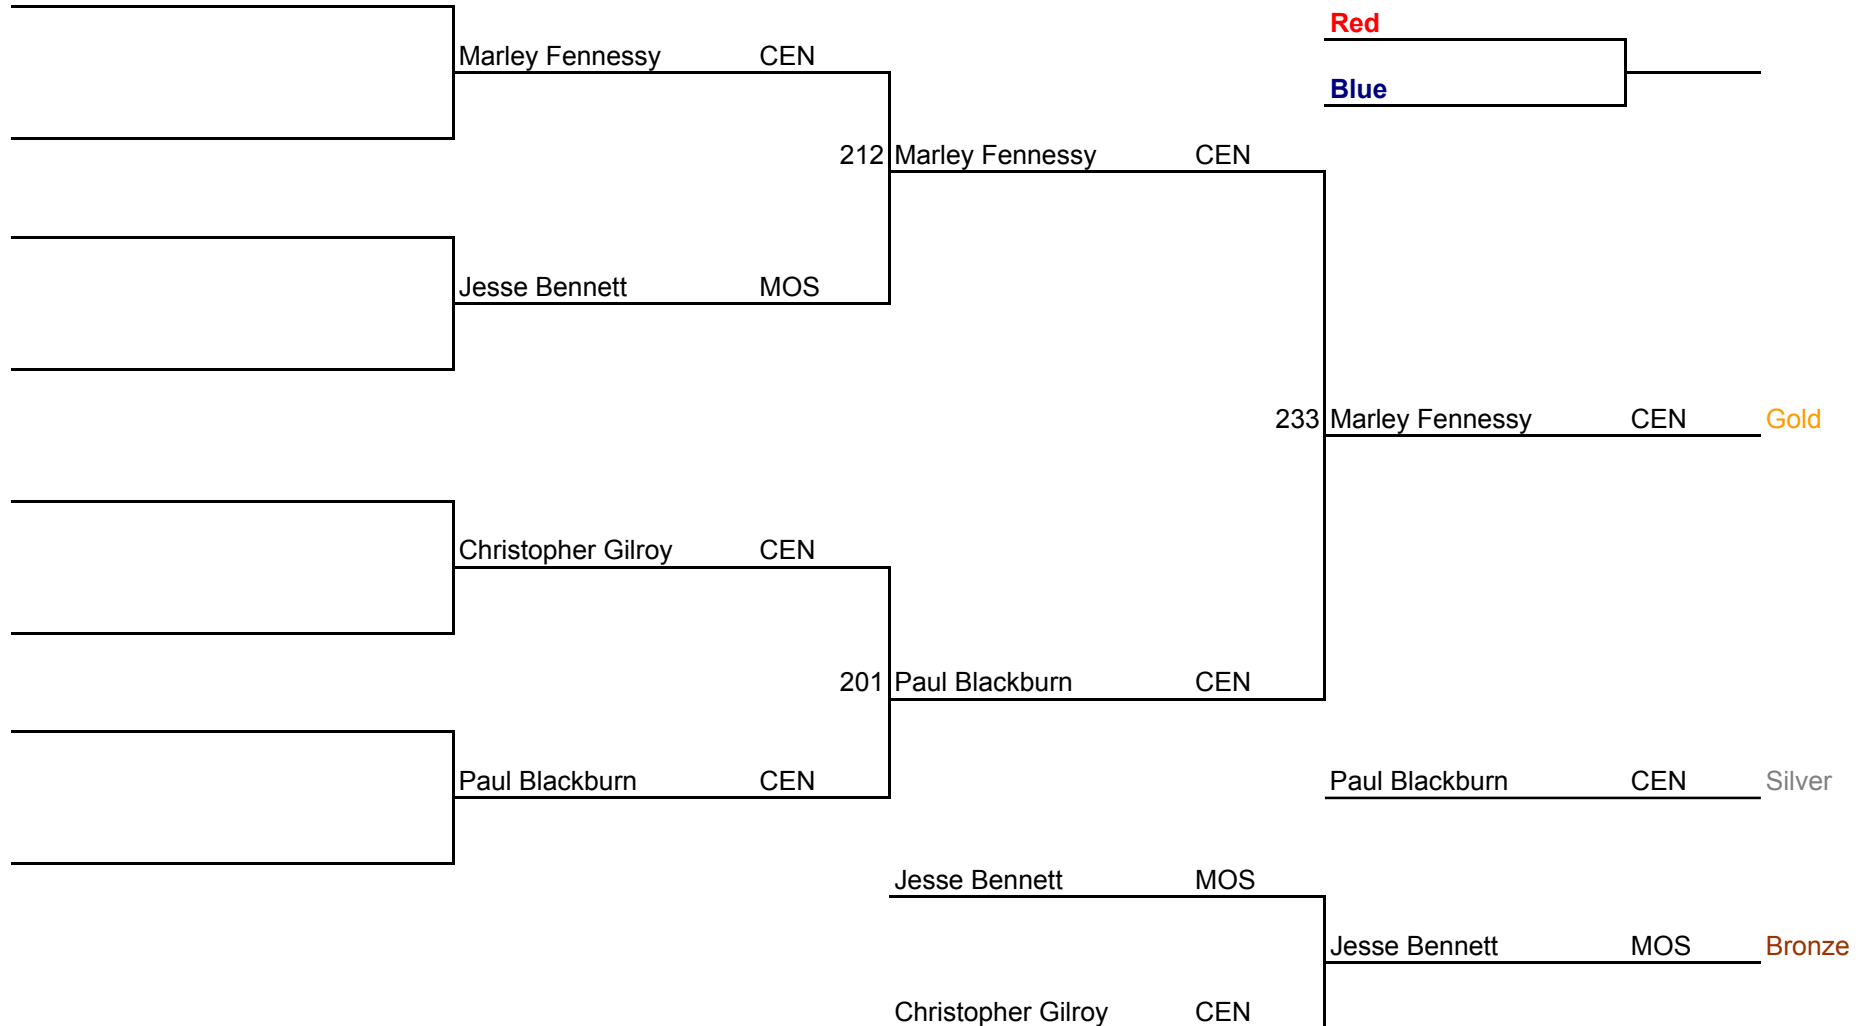 Red
Marley Fennessy CEN
Blue
212 Marley Fennessy CEN
Jesse Bennett MOS
233 Marley Fennessy CEN Gold
Christopher Gilroy CEN
201 Paul Blackburn CEN
Paul Blackburn CEN
Paul Blackburn CEN Silver
Jesse Bennett MOS
Jesse Bennett MOS Bronze
Christopher Gilroy CEN